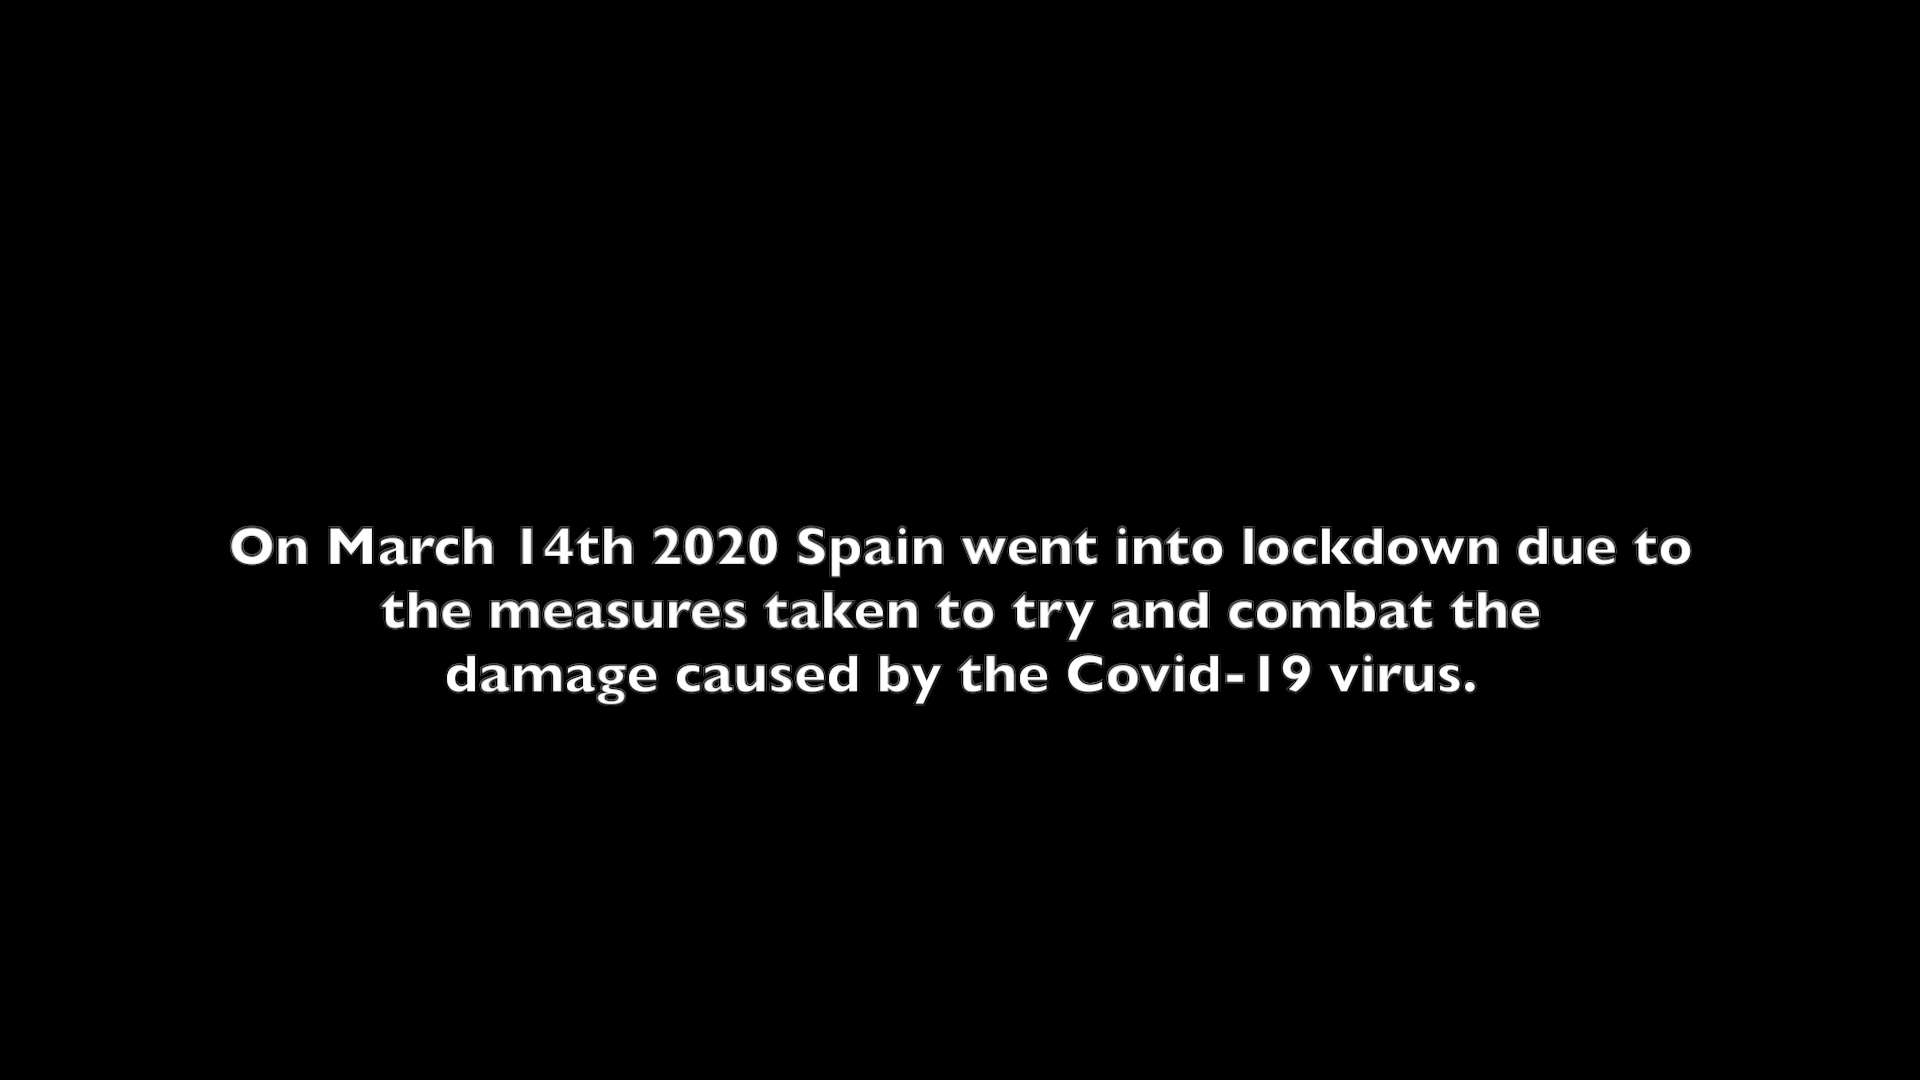 On March 14th 2020 Spain went into lockdown due to
the measures taken to try and combat the
damage caused by the Covid-19 virus.